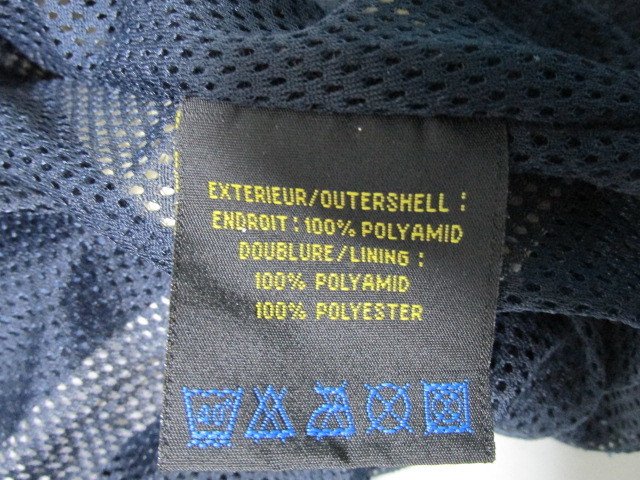 EXTERIEUR/OUTERSHELL :
ENDROIT : 100% POLYAMID
DOUBLURE/LINING :
100% POLYAMID
100% POLYESTER
40